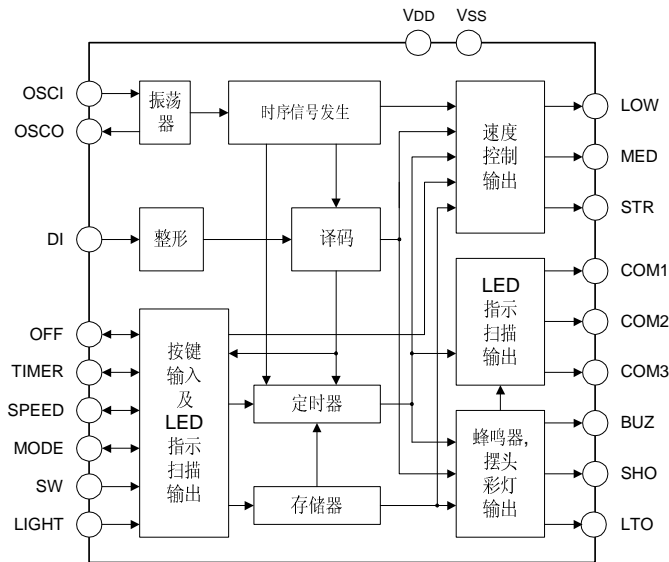 VDD
VSS
OSCI
OSCO
振荡
器
时序信号发生
速度
控制
输出
LOW
MED
STR
DI
整形
译码
LED
指示
扫描
输出
COM1
COM2
COM3
OFF
TIMER
SPEED
MODE
SW
LIGHT
按键
输入
及
LED
指示
扫描
输出
定时器
存储器
蜂鸣器,
摆头
彩灯
输出
BUZ
SHO
LTO